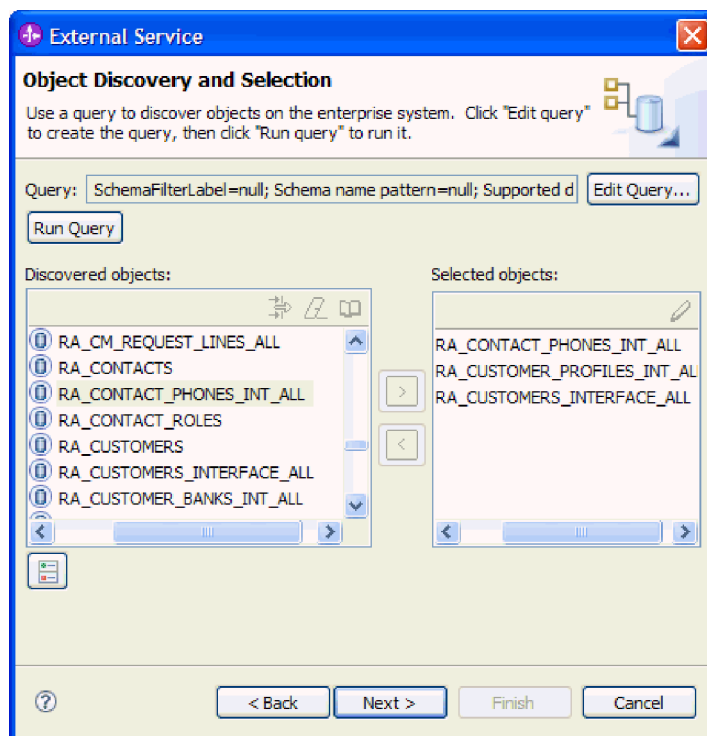 External Service
Object Discovery and Selection
Use a query to discover objects on the enterprise system. Click "Edit query"
to create the query, then click "Run query" to run it.
Query: SchemaFilterLabel=null; Schema name pattern=null; Supported d Edit Query...
Run Query
Discovered objects: Selected objects:
RA_CM_REQUEST_LINES_ALL
RA_CONTACTS
RA_CONTACT_PHONES_INT_ALL
RA_CONTACT_ROLES
RA_CUSTOMERS
RA_CUSTOMERS_INTERFACE_ALL
RA_CUSTOMER_BANKS_INT_ALL
>
<
RA_CONTACT_PHONES_INT_ALL
RA_CUSTOMER_PROFILES_INT_AL
RA_CUSTOMERS_INTERFACE_ALL
? < Back Next > Finish Cancel